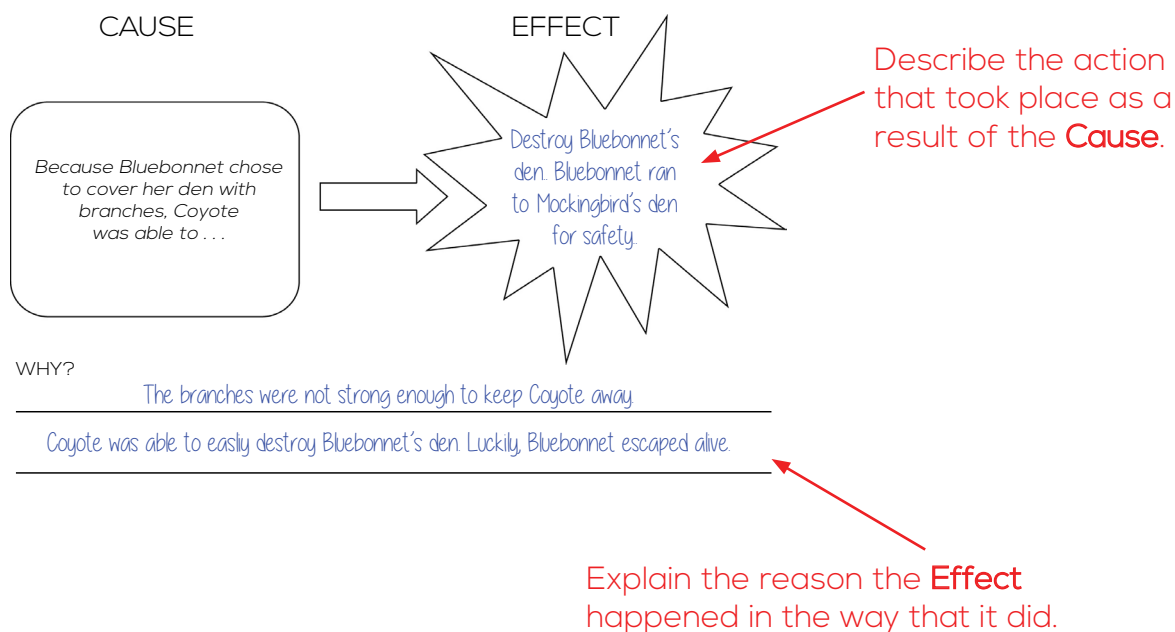 CAUSE
EFFECT
Because Bluebonnet chose
to cover her den with
branches, Coyote
was able to . . .
Destroy Bluebonnet's
den. Bluebonnet ran
to Mockingbird's den
for safety.
Describe the action
that took place as a
result of the Cause.
WHY?
The branches were not strong enough to keep Coyote away.
Coyote was able to easliy destroy Bluebonnet's den. Luckily, Bluebonnet escaped alive.
Explain the reason the Effect
happened in the way that it did.